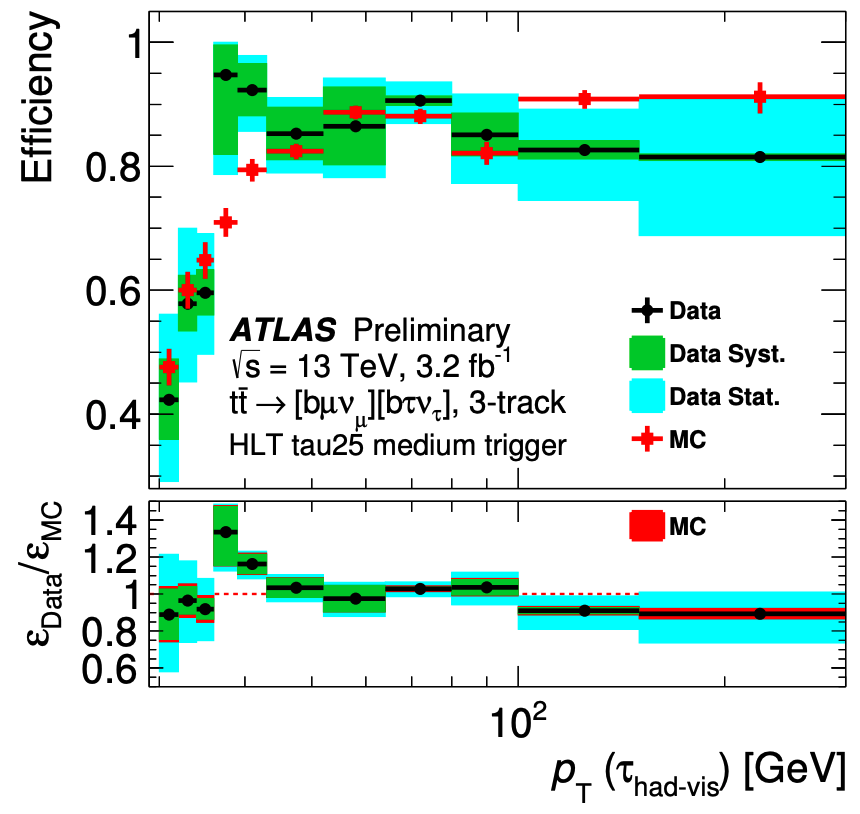 Efficiency
1
0.8
0.6
0.4
ATLAS Preliminary
√s = 13 TeV, 3.2 fb⁻¹
tt̄ → [bμν_μ][bτν_τ], 3-track
HLT tau25 medium trigger
Data
Data Syst.
Data Stat.
MC
ε_Data/ε_MC
1.4
1.2
1
0.8
0.6
MC
10²
p_T (τ_had-vis) [GeV]